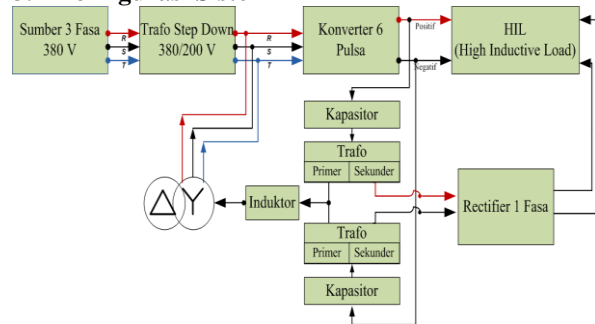 Sumber 3 Fasa
380 V
R
S
T
Trafo Step Down
380/200 V
R
S
T
Konverter 6
Pulsa
Positif
Negatif
HIL
(High Inductive Load)
Kapasitor
Trafo
Primer
Sekunder
Induktor
Rectifier 1 Fasa
Trafo
Primer
Sekunder
Kapasitor